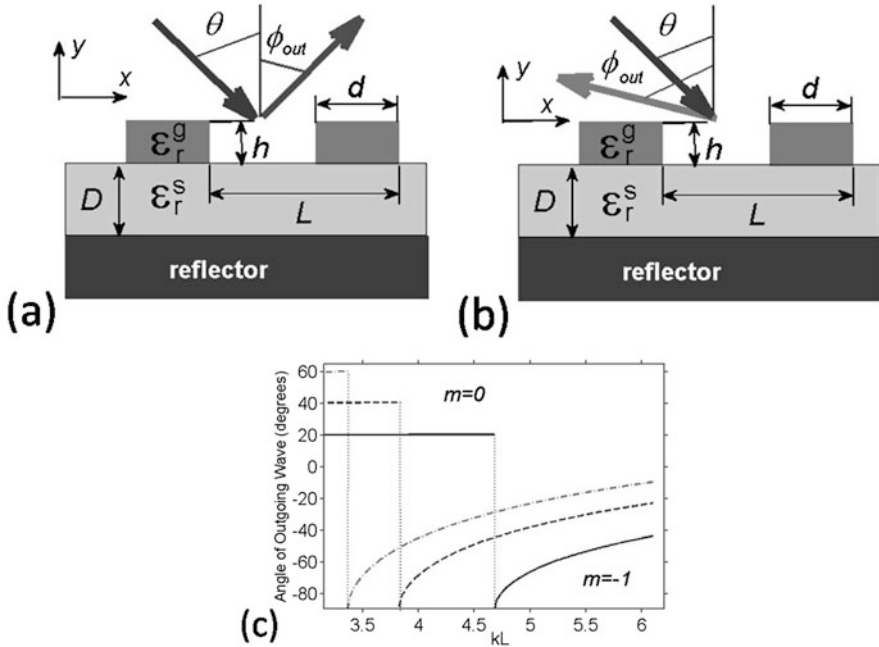 θ
ϕout
y
x
d
εrg
h
D
εrs
L
reflector
(a)
θ
ϕout
y
x
d
εrg
h
D
εrs
L
reflector
(b)
Angle of Outgoing Wave (degrees)
60
40
20
0
-20
-40
-60
-80
m=0
m=-1
3.5 4 4.5 5 5.5 6
kL
(c)